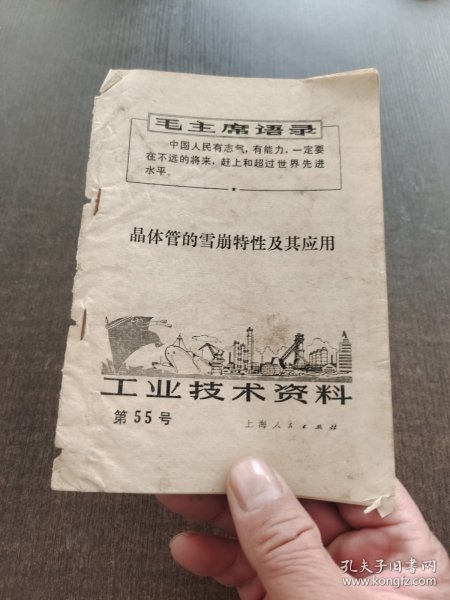 毛主席语录
中国人民有志气，有能力，一定要
在不远的将来，赶上和超过世界先进
水平。
晶体管的雪崩特性及其应用
工业技术资料
第55号
上海人民出版社
孔夫子旧书网
www.kongfz.com